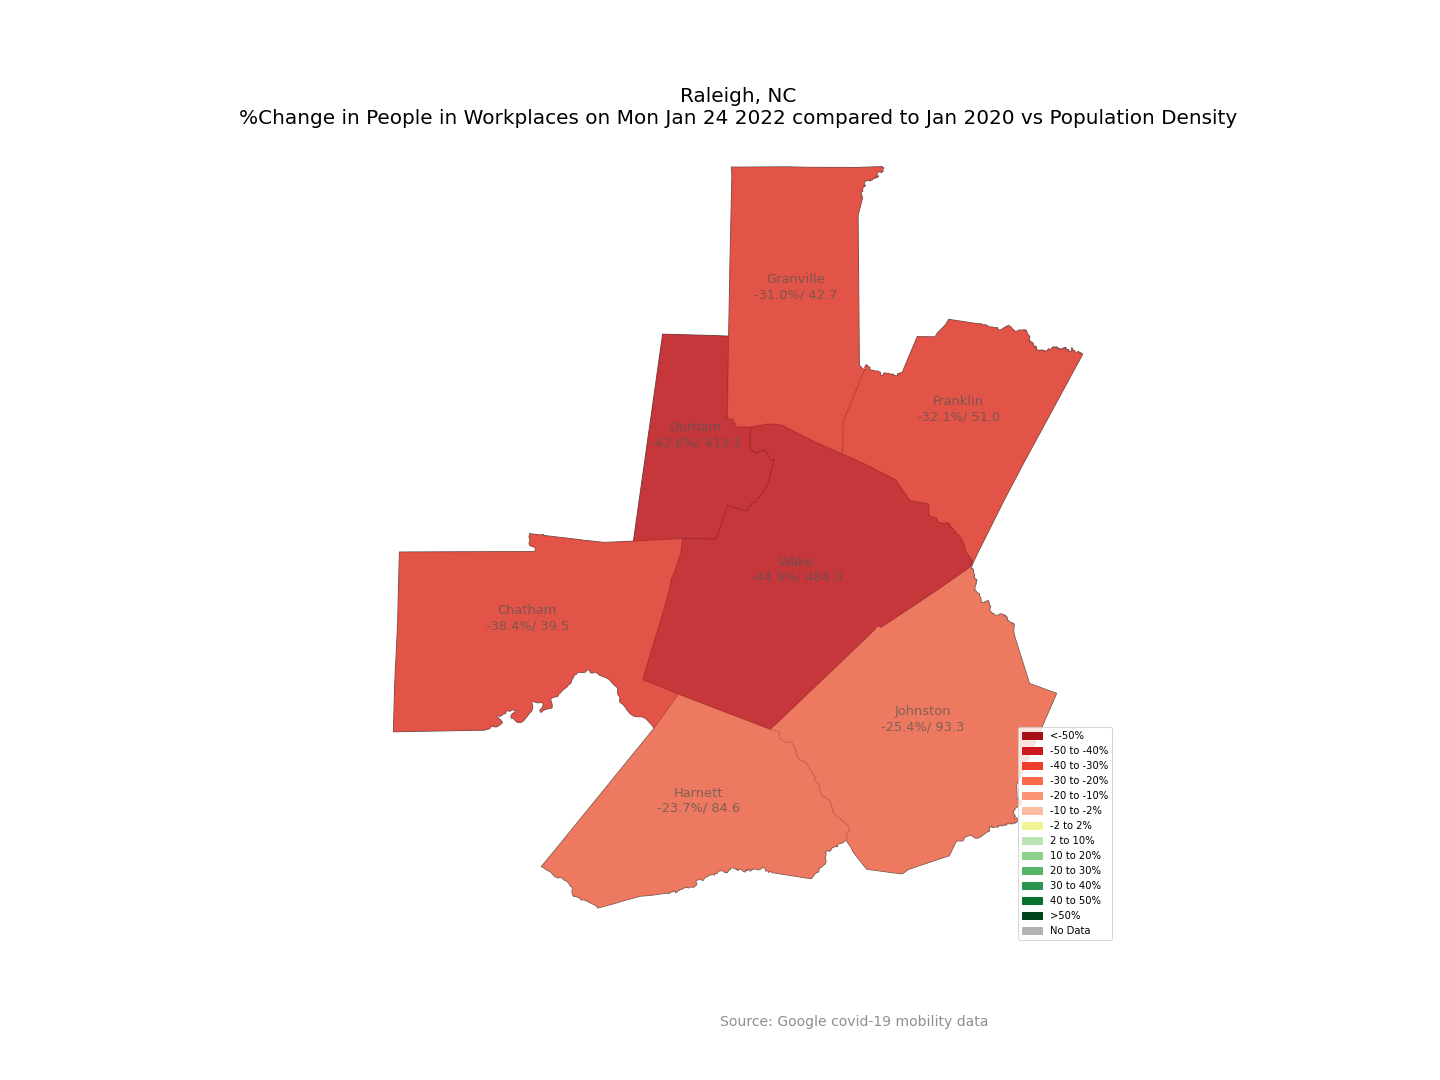 Raleigh, NC
%Change in People in Workplaces on Mon Jan 24 2022 compared to Jan 2020 vs Population Density
Granville
-31.0%/ 42.7
Franklin
-32.1%/ 51.0
Durham
-42.6%/ 413.1
Wake
-44.9%/ 484.0
Chatham
-38.4%/ 39.5
Johnston
-25.4%/ 93.3
Harnett
-23.7%/ 84.6
<-50%
-50 to -40%
-40 to -30%
-30 to -20%
-20 to -10%
-10 to -2%
-2 to 2%
2 to 10%
10 to 20%
20 to 30%
30 to 40%
40 to 50%
>50%
No Data
Source: Google covid-19 mobility data